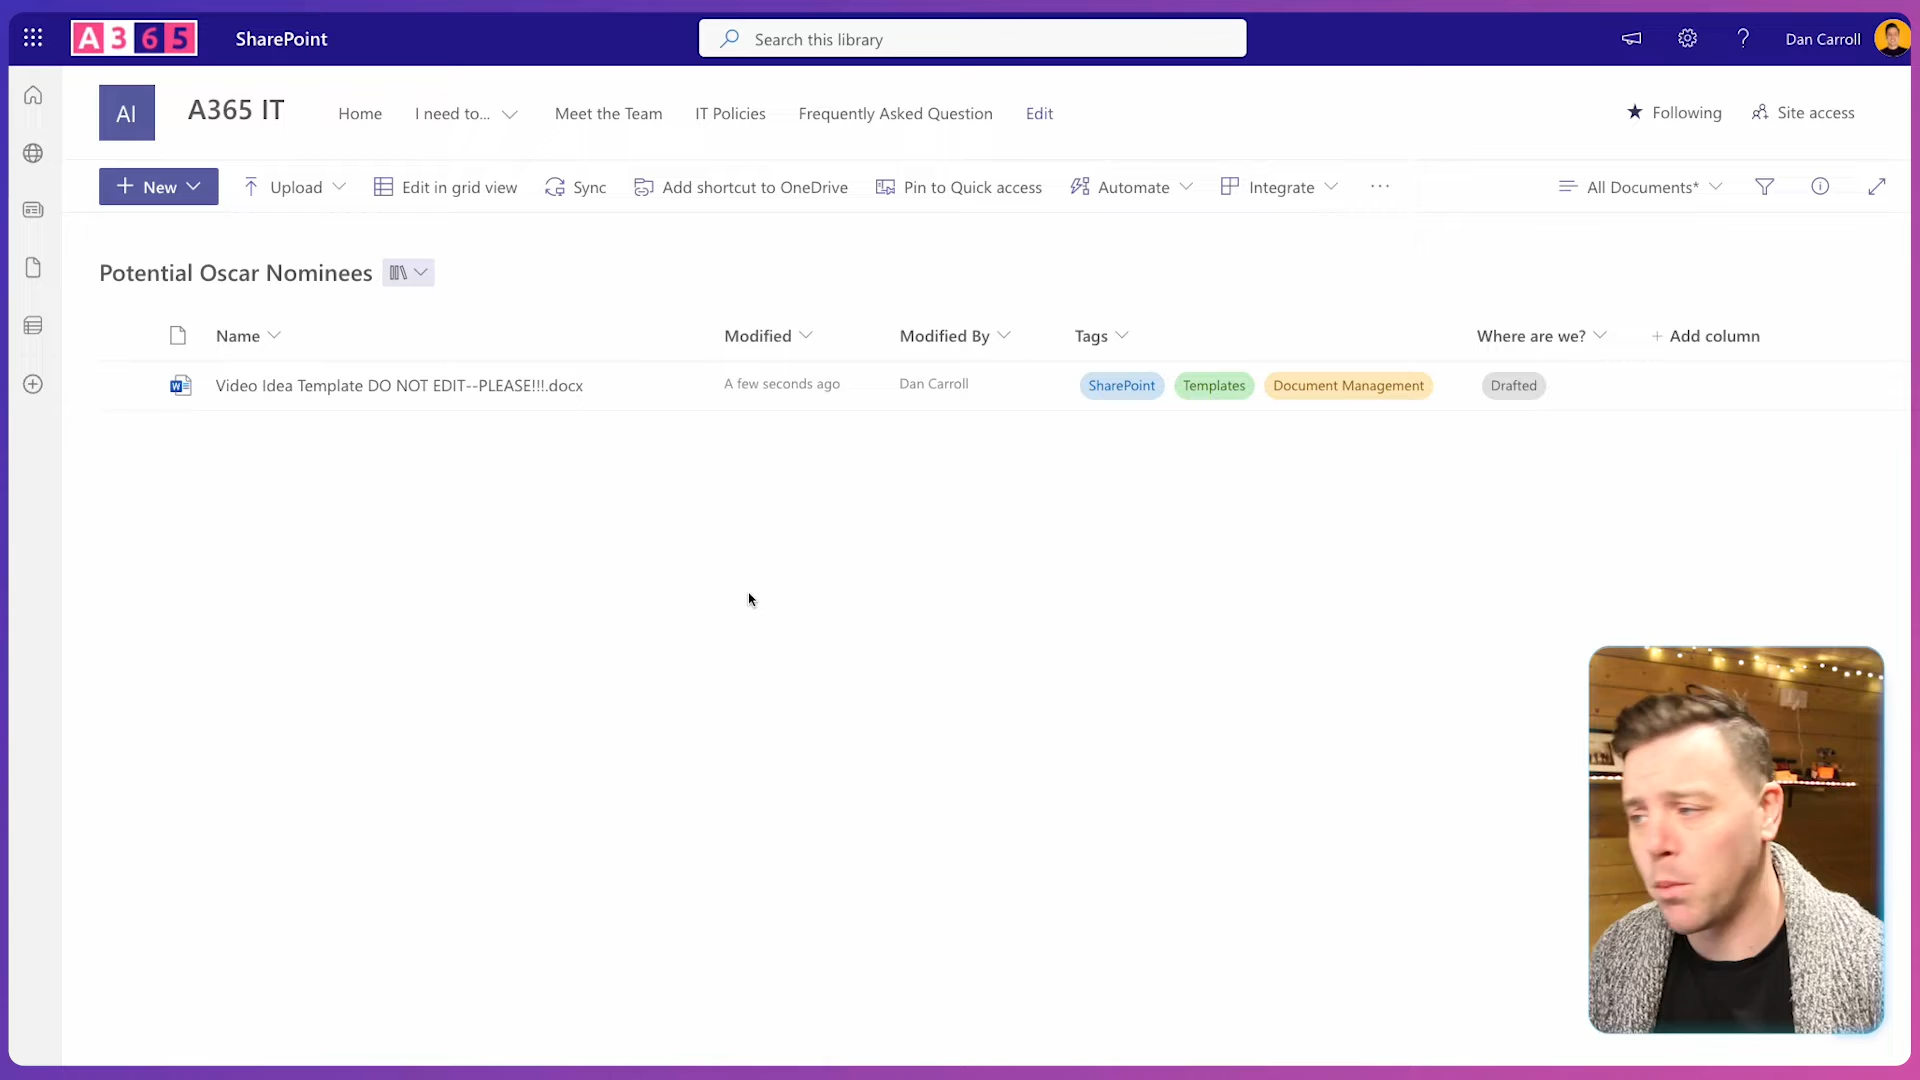 A365 SharePoint Search this library Dan Carroll
AI A365 IT Home I need to... Meet the Team IT Policies Frequently Asked Question Edit Following Site access
New Upload Edit in grid view Sync Add shortcut to OneDrive Pin to Quick access Automate Integrate ... All Documents*
Potential Oscar Nominees
Name Modified Modified By Tags Where are we? + Add column
Video Idea Template DO NOT EDIT--PLEASE!!!.docx A few seconds ago Dan Carroll SharePoint Templates Document Management Drafted